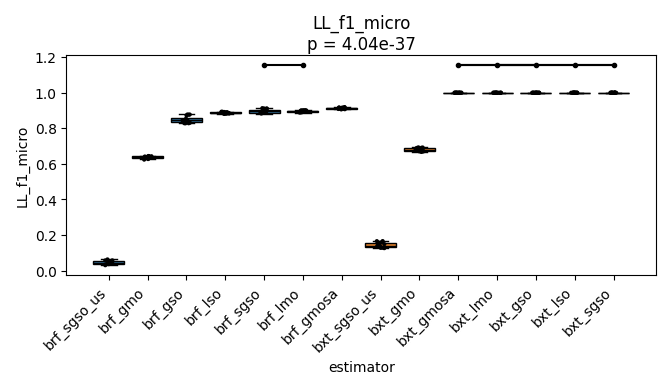 LL_f1_micro
p = 4.04e-37
LL_f1_micro
1.2
1.0
0.8
0.6
0.4
0.2
0.0
brf_sgso_us
brf_gmo
brf_gso
brf_lso
brf_sgso
brf_lmo
brf_gmosa
bxt_sgso_us
bxt_gmo
bxt_gmosa
bxt_lmo
bxt_gso
bxt_lso
bxt_sgso
estimator